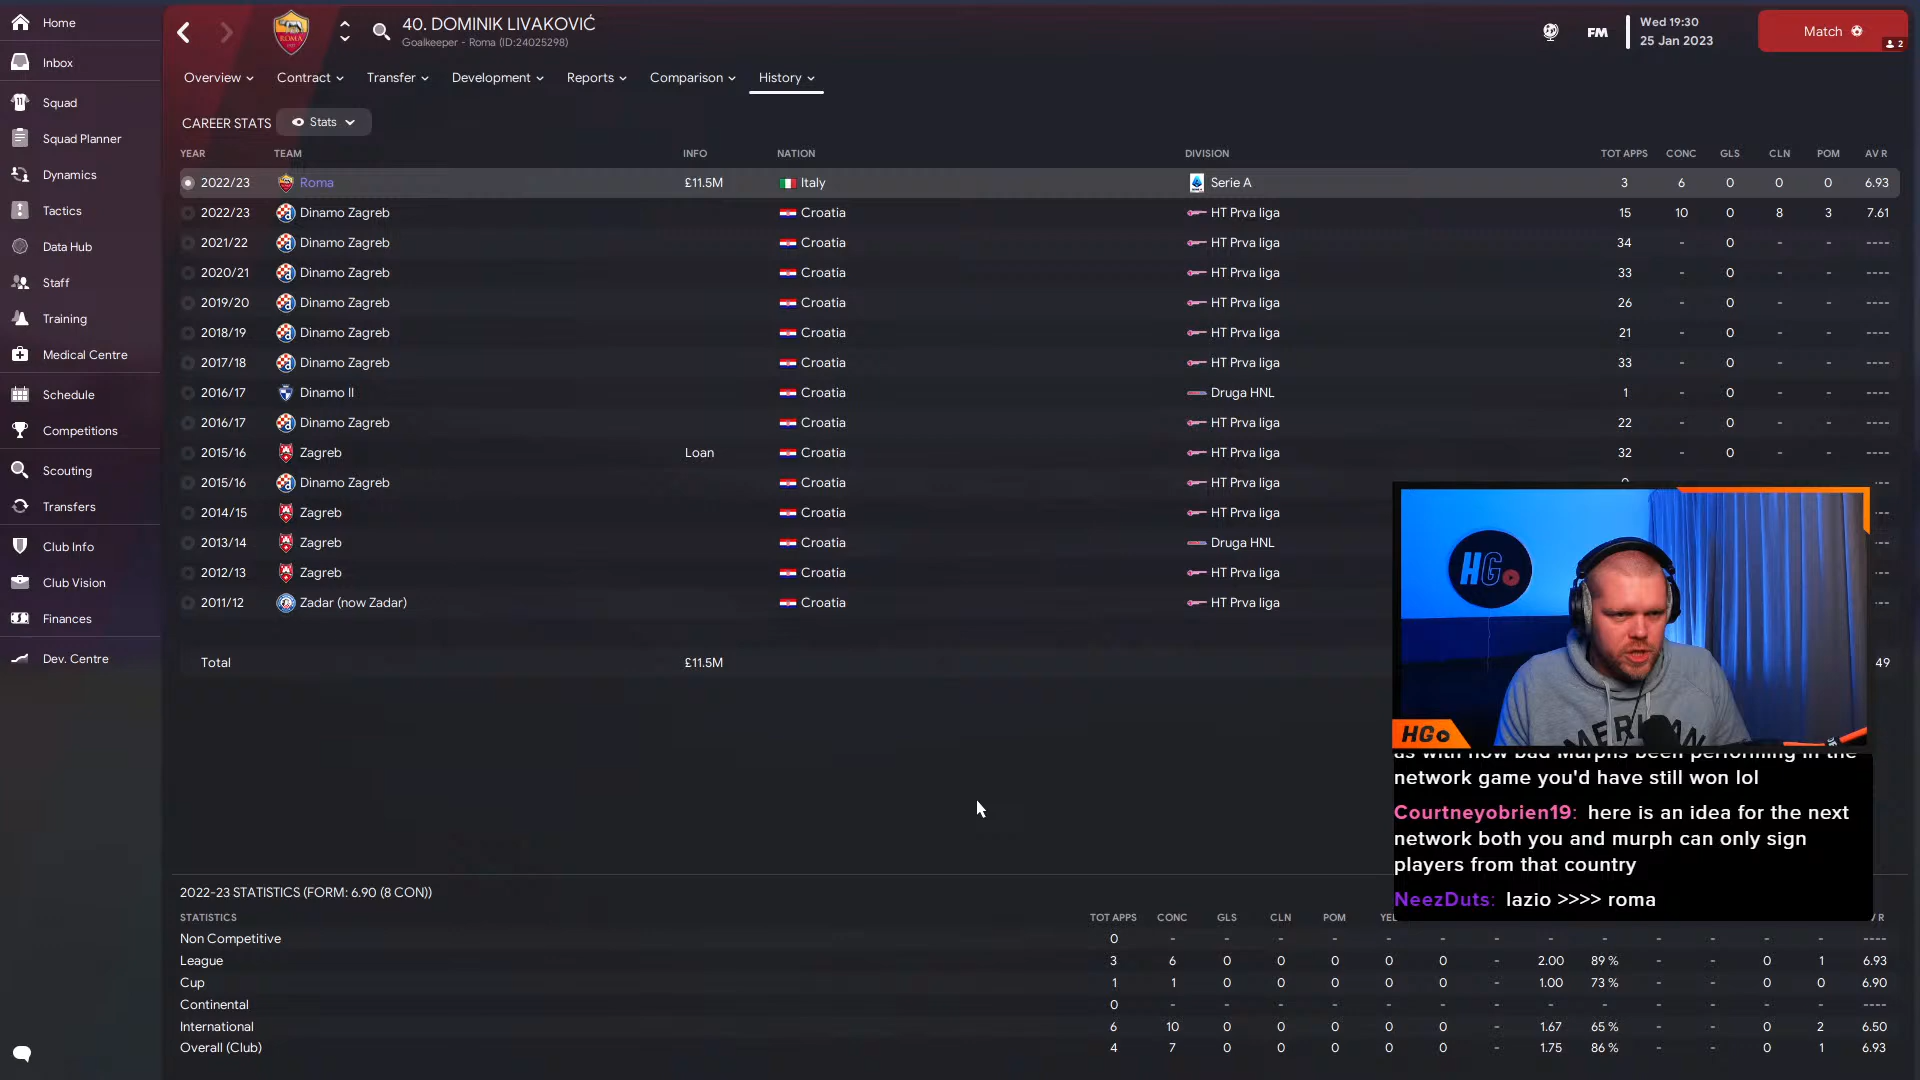 Home
Inbox
Squad
Squad Planner
Dynamics
Tactics
Data Hub
Staff
Training
Medical Centre
Schedule
Competitions
Scouting
Transfers
Club Info
Club Vision
Finances
Dev. Centre
40. DOMINIK LIVAKOVIĆ
Goalkeeper - Roma (ID:24025298)
FM
Wed 19:30
25 Jan 2023
Match
2
Overview Contract Transfer Development Reports Comparison History
CAREER STATS Stats
YEAR TEAM INFO NATION DIVISION TOT APPS CONC GLS CLN POM AV R
2022/23 Roma £11.5M Italy Serie A 3 6 0 0 0 6.93
2022/23 Dinamo Zagreb Croatia HT Prva liga 15 10 0 8 3 7.61
2021/22 Dinamo Zagreb Croatia HT Prva liga 34 - 0 - - ----
2020/21 Dinamo Zagreb Croatia HT Prva liga 33 - 0 - - ----
2019/20 Dinamo Zagreb Croatia HT Prva liga 26 - 0 - - ----
2018/19 Dinamo Zagreb Croatia HT Prva liga 21 - 0 - - ----
2017/18 Dinamo Zagreb Croatia HT Prva liga 33 - 0 - - ----
2016/17 Dinamo II Croatia Druga HNL 1 - 0 - - ----
2016/17 Dinamo Zagreb Croatia HT Prva liga 22 - 0 - - ----
2015/16 Zagreb Loan Croatia HT Prva liga 32 - 0 - - ----
2015/16 Dinamo Zagreb Croatia HT Prva liga
2014/15 Zagreb Croatia HT Prva liga
2013/14 Zagreb Croatia Druga HNL
2012/13 Zagreb Croatia HT Prva liga
2011/12 Zadar (now Zadar) Croatia HT Prva liga
Total £11.5M 49
HG
AMERICAN
HG
as with how bad Murphs been performing in the
network game you'd have still won lol
Courtneyobrien19: here is an idea for the next
network both you and murph can only sign
players from that country
NeezDuts: lazio >>>> roma
2022-23 STATISTICS (FORM: 6.90 (8 CON))
STATISTICS TOT APPS CONC GLS CLN POM
Non Competitive 0 - - - - - - - - - - - - - ----
League 3 6 0 0 0 0 0 - 2.00 89 % - - 0 1 6.93
Cup 1 1 0 0 0 0 0 - 1.00 73 % - - 0 0 6.90
Continental 0 - - - - - - - - - - - - - ----
International 6 10 0 0 0 0 0 - 1.67 65 % - - 0 2 6.50
Overall (Club) 4 7 0 0 0 0 0 - 1.75 86 % - - 0 1 6.93